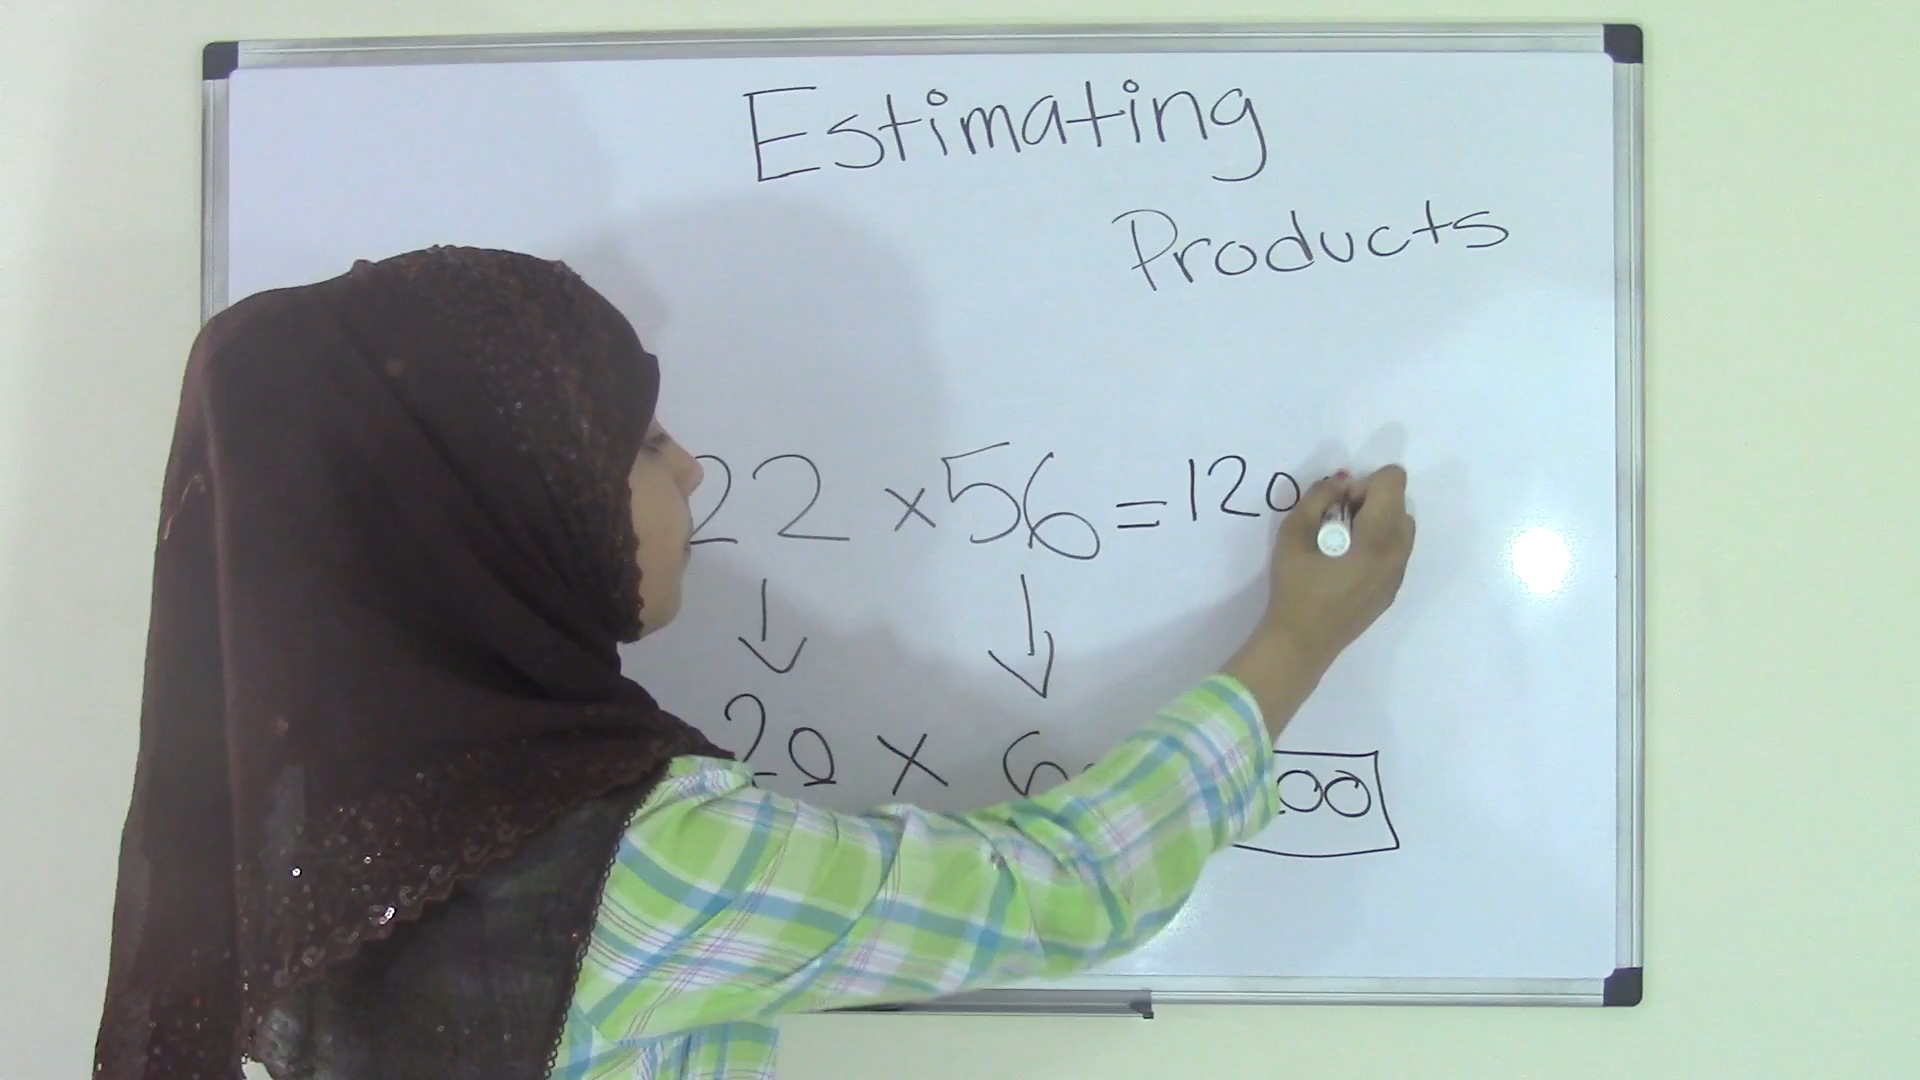 Estimating
Products
22 × 56 = 120
20 × 6
00